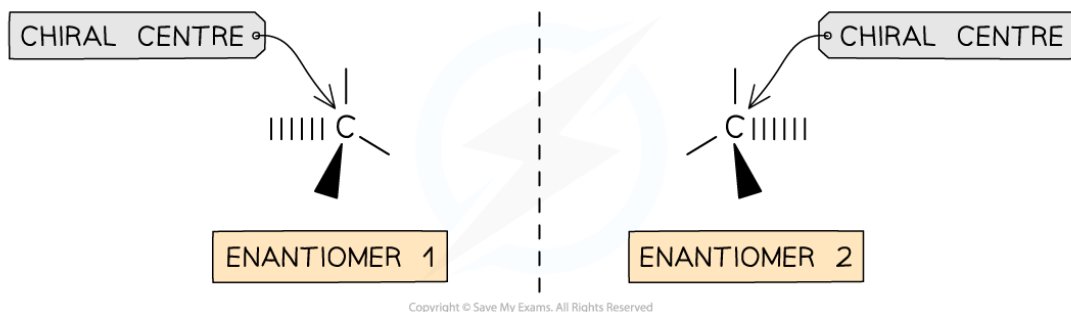 CHIRAL CENTRE
CHIRAL CENTRE
C
C
ENANTIOMER 1
ENANTIOMER 2
Copyright © Save My Exams. All Rights Reserved